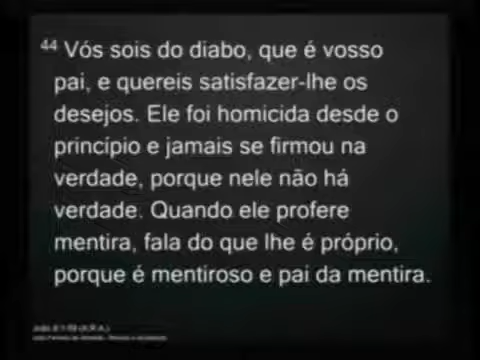 44 Vós sois do diabo, que é vosso
pai, e quereis satisfazer-lhe os
desejos. Ele foi homicida desde o
princípio e jamais se firmou na
verdade, porque nele não há
verdade. Quando ele profere
mentira, fala do que lhe é próprio,
porque é mentiroso e pai da mentira.